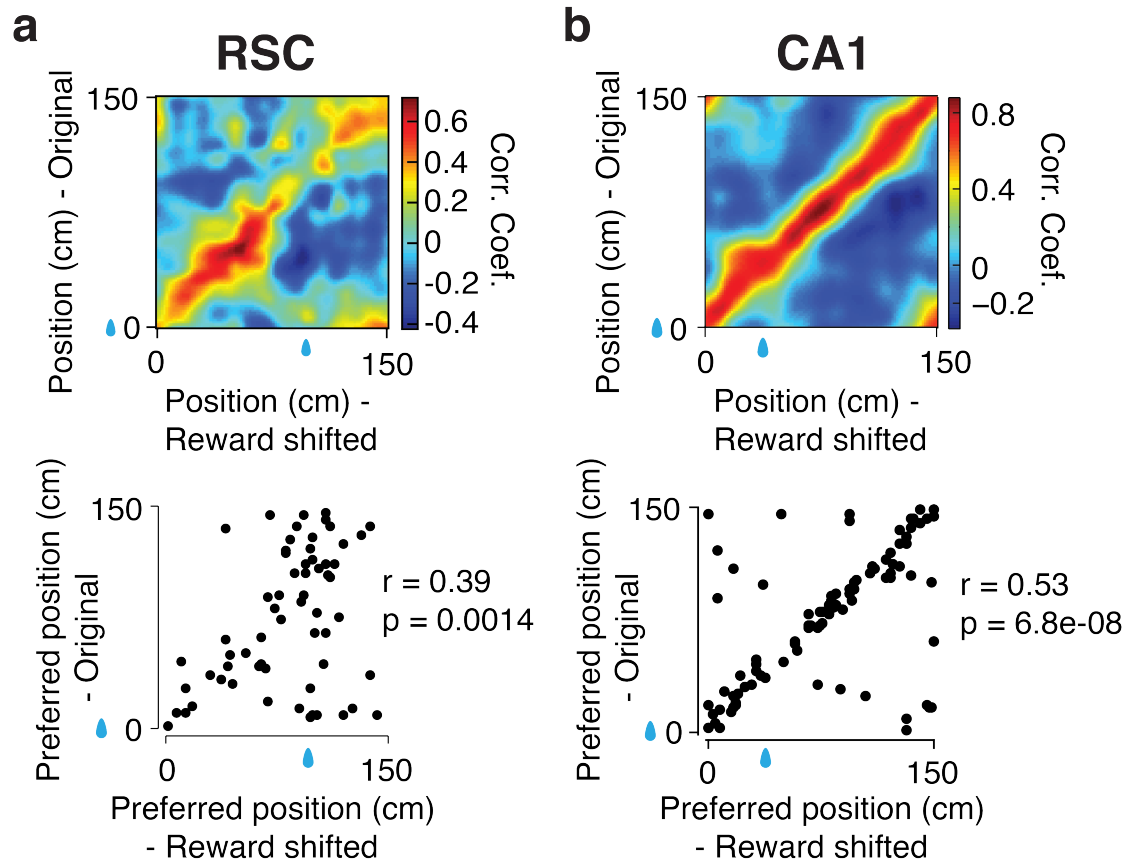 a
RSC
Position (cm) - Original
150
0
0
150
Position (cm) -
Reward shifted
0.6
0.4
0.2
0
-0.2
-0.4
Corr. Coef.
b
CA1
Position (cm) - Original
150
0
0
150
Position (cm) -
Reward shifted
0.8
0.4
0
−0.2
Corr. Coef.
Preferred position (cm)
- Original
150
0
0
150
r = 0.39
p = 0.0014
Preferred position (cm)
- Reward shifted
Preferred position (cm)
- Original
150
0
0
150
r = 0.53
p = 6.8e-08
Preferred position (cm)
- Reward shifted